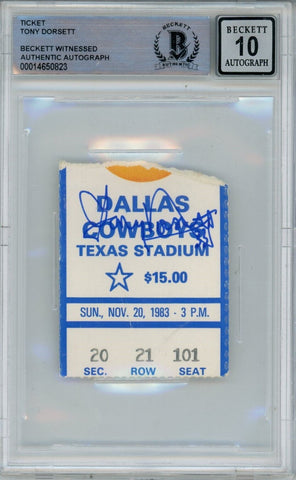 TICKET
TONY DORSETT
BECKETT WITNESSED
AUTHENTIC AUTOGRAPH
00014650823
BECKETT
AUTHENTICATION
10
AUTOGRAPH
DALLAS
COWBOYS
TEXAS STADIUM
$15.00
SUN., NOV. 20, 1983 - 3 P.M.
20 21 101
SEC. ROW SEAT